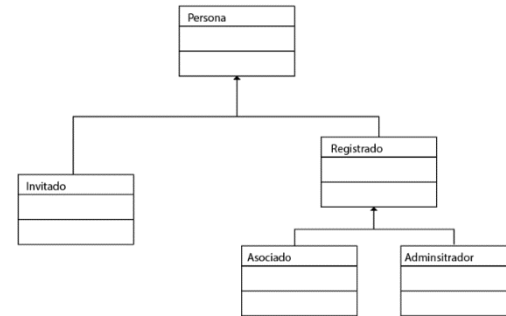 Persona
Registrado
Invitado
Asociado
Adminsitrador